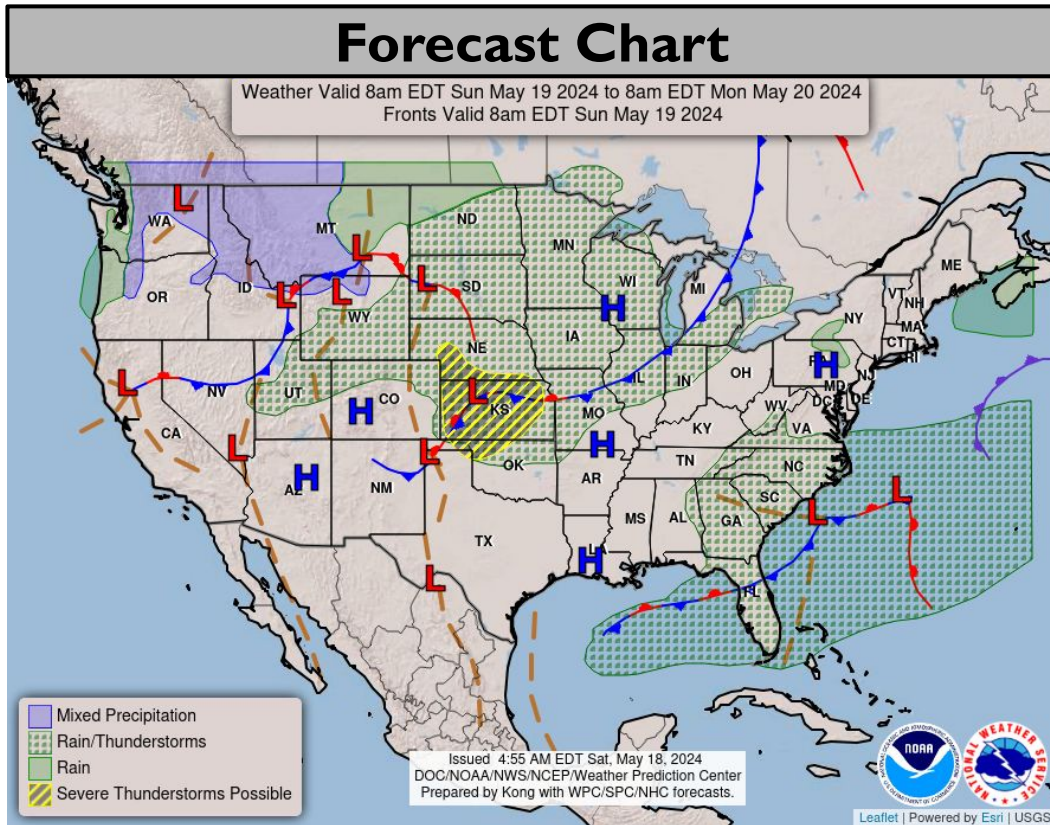 Forecast Chart
Weather Valid 8am EDT Sun May 19 2024 to 8am EDT Mon May 20 2024
Fronts Valid 8am EDT Sun May 19 2024
WA
MT
ND
MN
ME
OR
ID
SD
WI
MI
VT
NH
NY
MA
CT
RI
WY
IA
NE
PA
NJ
OH
MD
DE
DC
NV
UT
CO
KS
MO
IL
IN
WV
VA
KY
CA
AZ
NM
OK
AR
TN
NC
SC
MS
AL
GA
TX
LA
FL
L
L
L
L
L
L
L
L
L
L
L
L
H
H
H
H
H
H
Mixed Precipitation
Rain/Thunderstorms
Rain
Severe Thunderstorms Possible
Issued 4:55 AM EDT Sat, May 18, 2024
DOC/NOAA/NWS/NCEP/Weather Prediction Center
Prepared by Kong with WPC/SPC/NHC forecasts.
NOAA
NATIONAL WEATHER SERVICE
Leaflet | Powered by Esri | USGS